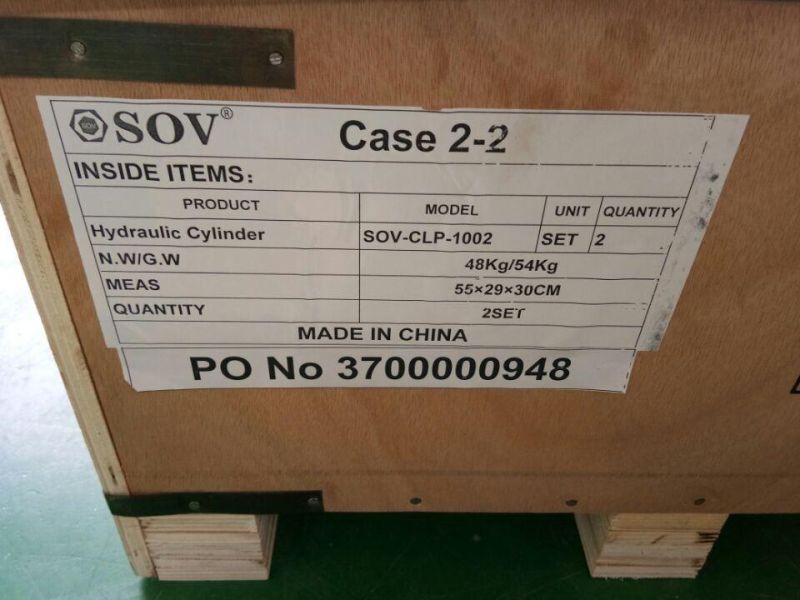 SOV SOV® Case 2-2
INSIDE ITEMS:
PRODUCT MODEL UNIT QUANTITY
Hydraulic Cylinder SOV-CLP-1002 SET 2
N.W/G.W 48Kg/54Kg
MEAS 55×29×30CM
QUANTITY 2SET
MADE IN CHINA
PO No 3700000948